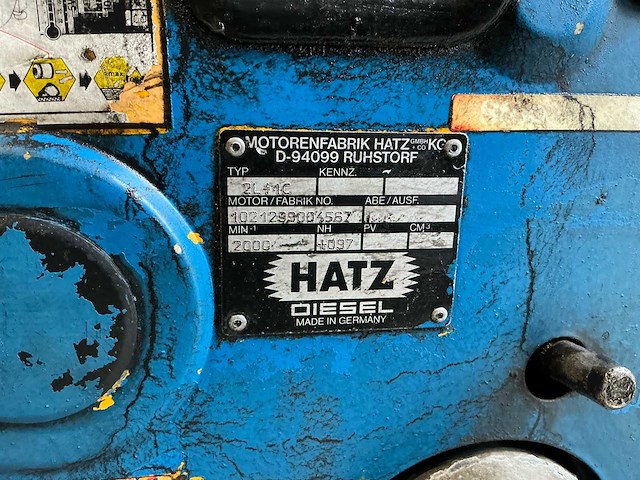 max
MOTORENFABRIK HATZ GMBH + CO KG
D-94099 RUHSTORF
TYP KENNZ.
2L41C
MOTOR/FABRIK NO. ABE/AUSF.
MIN-1 NH PV CM3
2000 1097
HATZ
DIESEL
MADE IN GERMANY